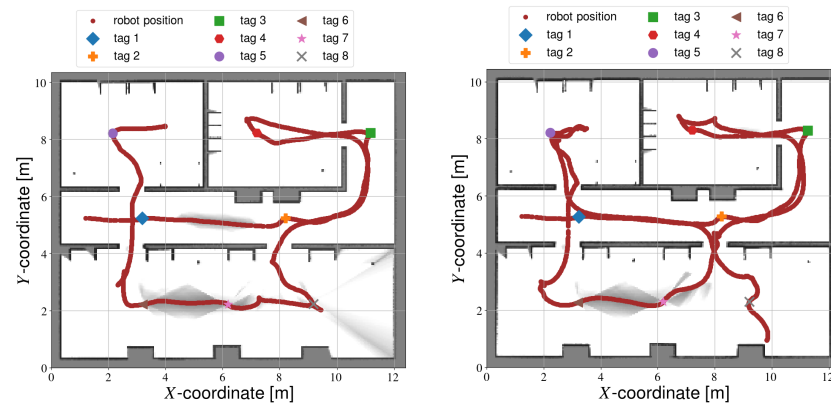 robot position tag 3 tag 6
tag 1 tag 4 tag 7
tag 2 tag 5 tag 8
10
8
6
4
2
0
0 2 4 6 8 10 12
Y-coordinate [m]
X-coordinate [m]
robot position tag 3 tag 6
tag 1 tag 4 tag 7
tag 2 tag 5 tag 8
10
8
6
4
2
0
0 2 4 6 8 10 12
Y-coordinate [m]
X-coordinate [m]